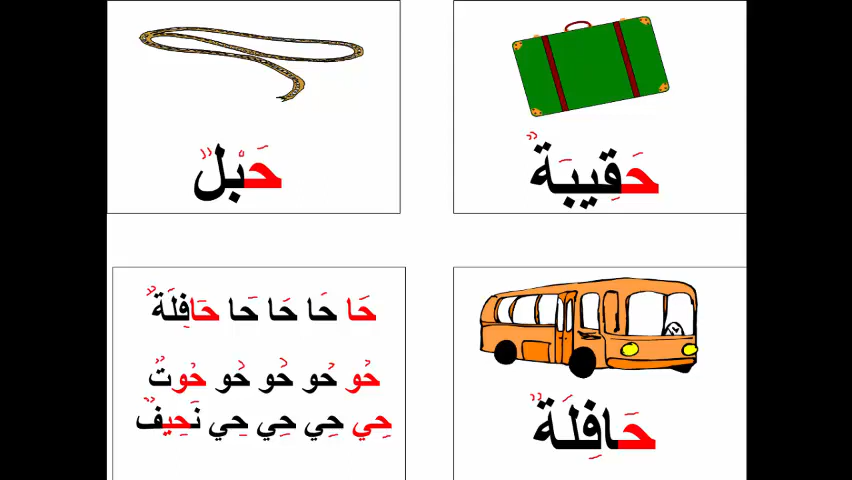 حَقِيبَةٌ
حَبْلٌ
حَافِلَةٌ
حَا حَا حَا حَا حَافِلَةٌ
حُو حُو حُو حُو حُوتٌ
حِي حِي حِي حِي نَحِيفٌ